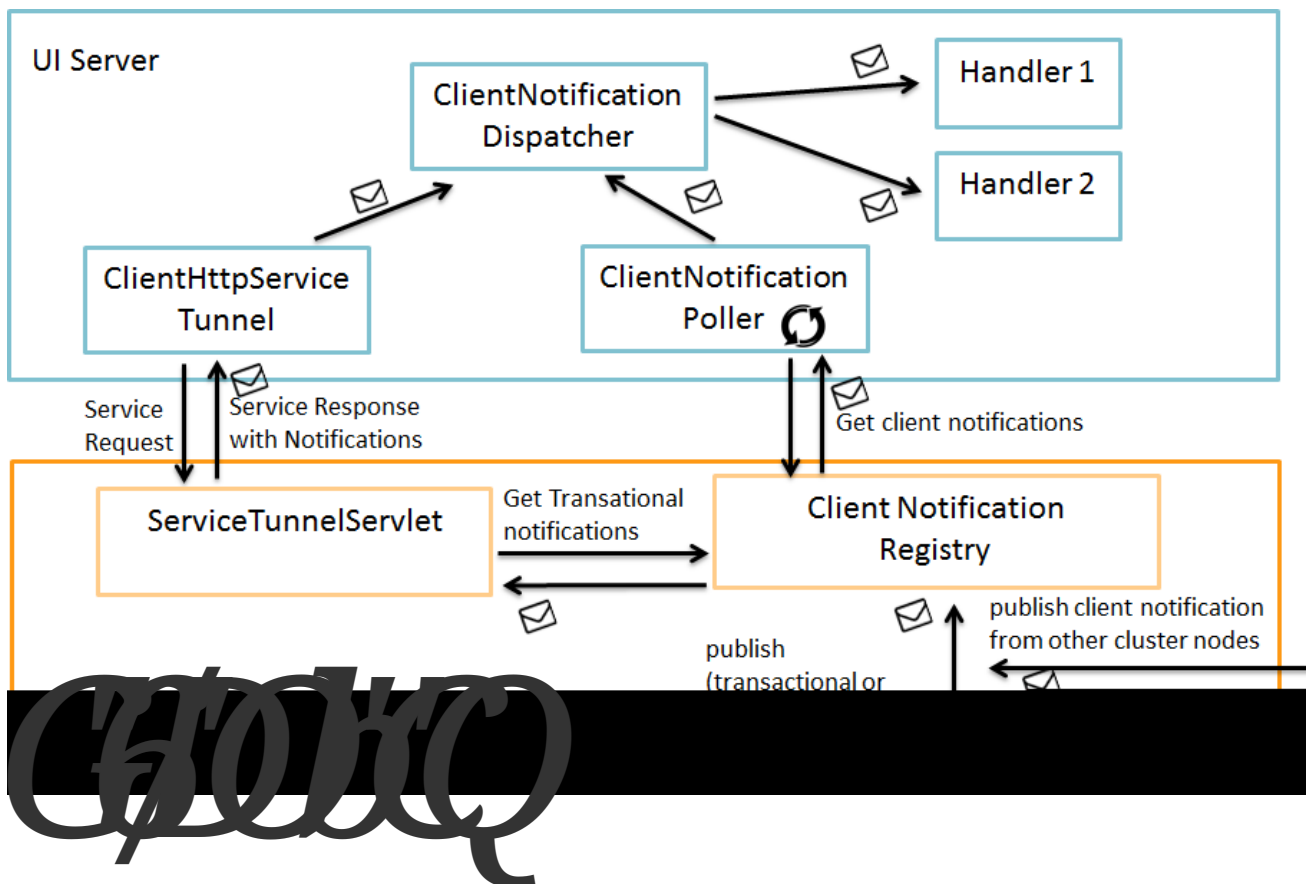 UI Server
ClientNotification
Dispatcher
Handler 1
Handler 2
ClientHttpService
Tunnel
ClientNotification
Poller
Service
Request
Service Response
with Notifications
Get client notifications
ServiceTunnelServlet
Get Transational
notifications
Client Notification
Registry
publish client notification
from other cluster nodes
publish
(transactional or